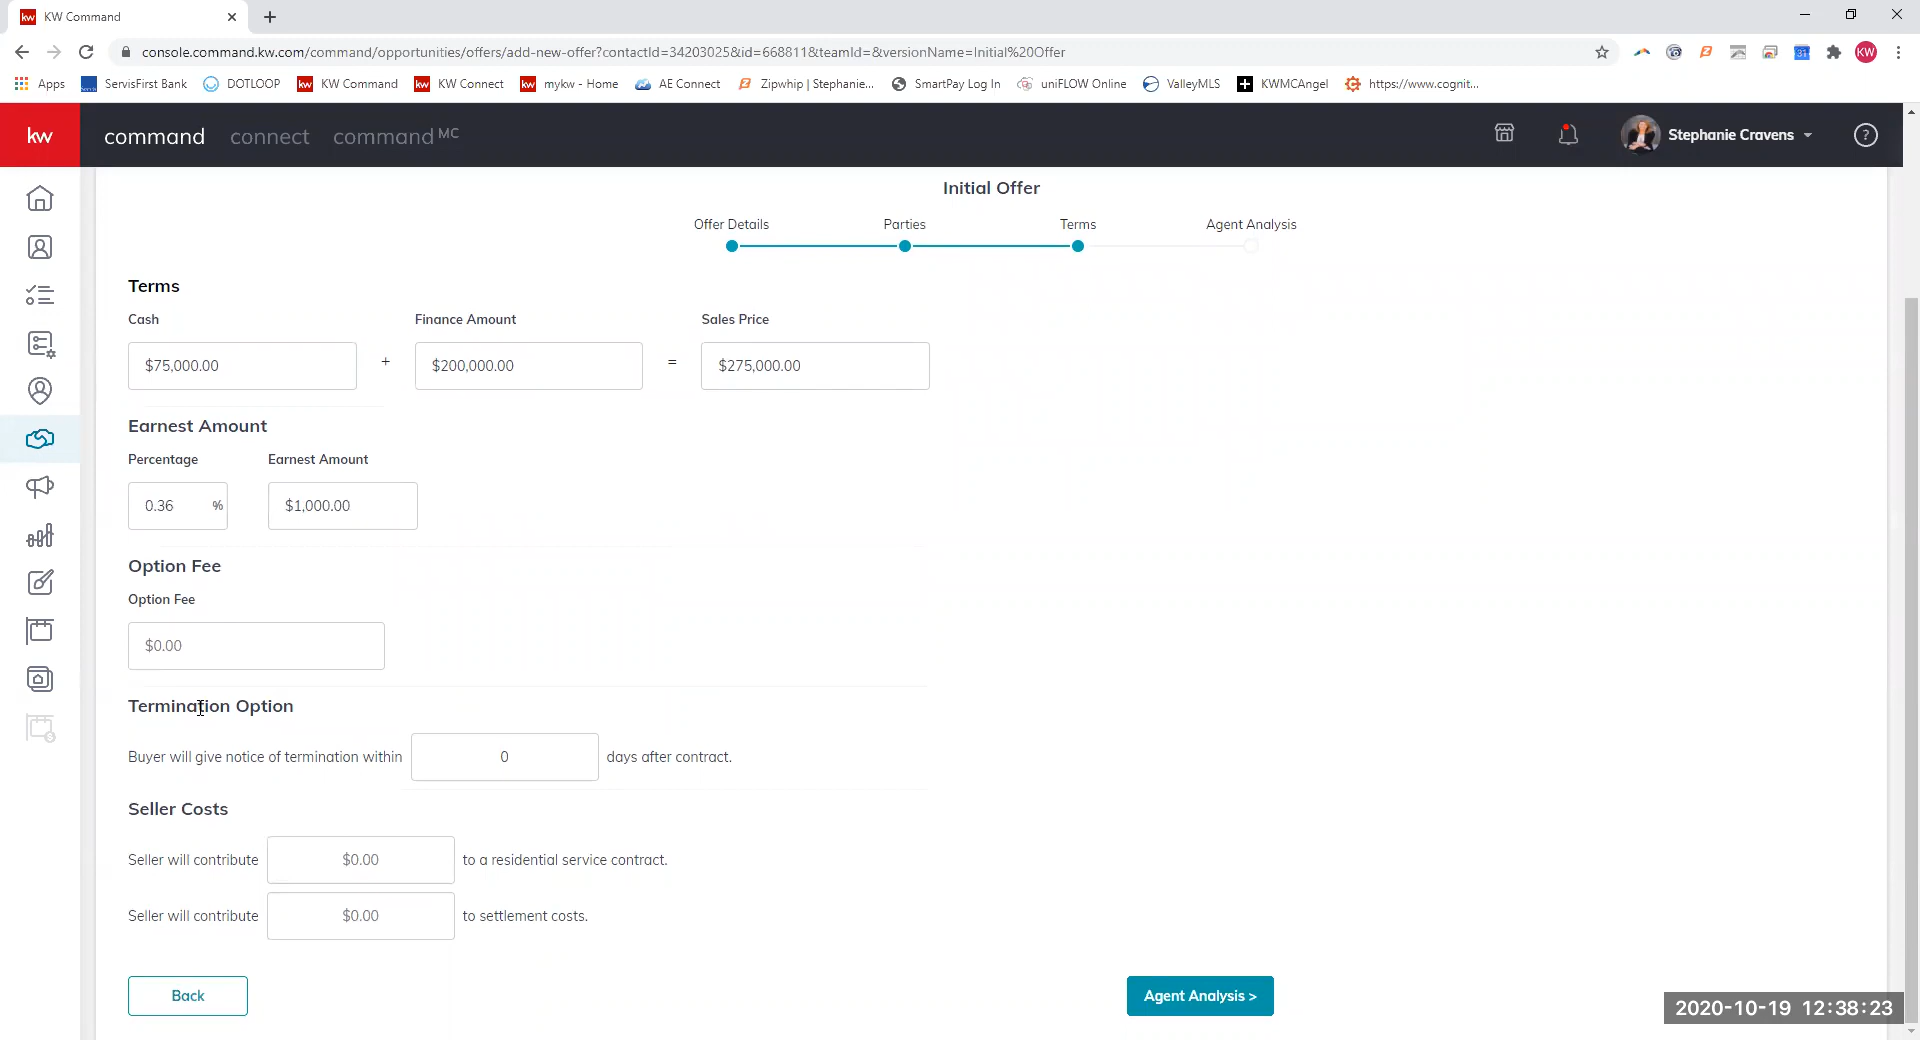 KW Command
console.command.kw.com/command/opportunities/offers/add-new-offer?contactId=34203025&id=668811&teamId=&versionName=Initial%20Offer
KW
Apps ServisFirst Bank DOTLOOP KW Command KW Connect mykw - Home AE Connect Zipwhip | Stephanie... SmartPay Log In uniFLOW Online ValleyMLS KWMCAngel https://www.cognit...
kw command connect command MC Stephanie Cravens
Initial Offer
Offer Details Parties Terms Agent Analysis
Terms
Cash Finance Amount Sales Price
$75,000.00 + $200,000.00 = $275,000.00
Earnest Amount
Percentage Earnest Amount
0.36 % $1,000.00
Option Fee
Option Fee
$0.00
Termination Option
Buyer will give notice of termination within 0 days after contract.
Seller Costs
Seller will contribute $0.00 to a residential service contract.
Seller will contribute $0.00 to settlement costs.
Back Agent Analysis >
2020-10-19 12:38:23